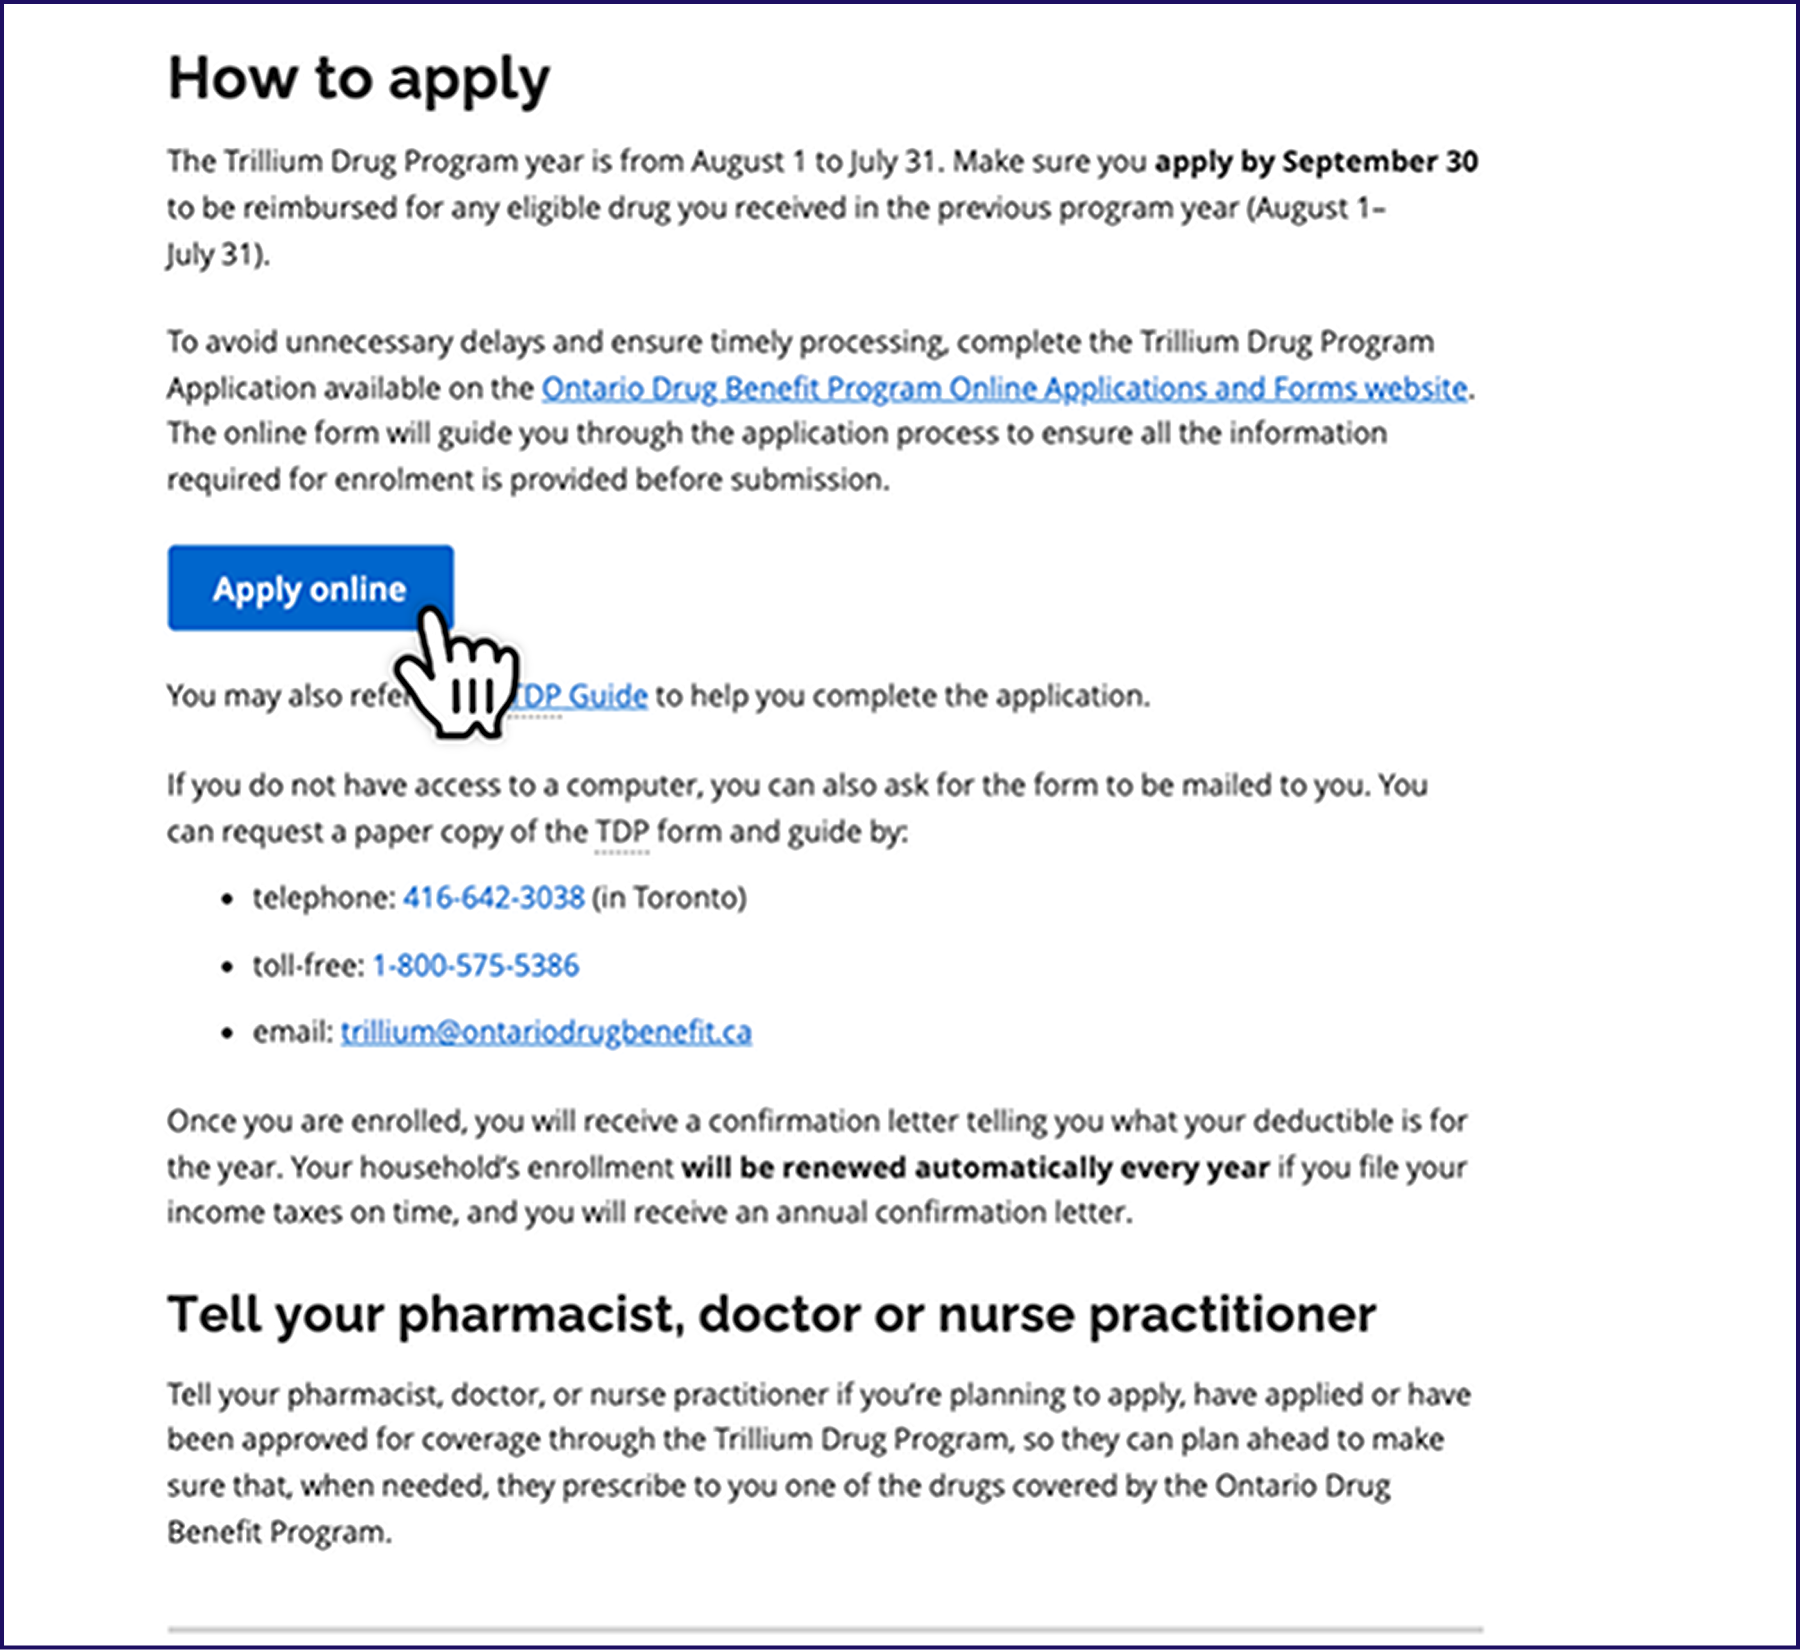 How to apply
The Trillium Drug Program year is from August 1 to July 31. Make sure you apply by September 30
to be reimbursed for any eligible drug you received in the previous program year (August 1–
July 31).
To avoid unnecessary delays and ensure timely processing, complete the Trillium Drug Program
Application available on the Ontario Drug Benefit Program Online Applications and Forms website.
The online form will guide you through the application process to ensure all the information
required for enrolment is provided before submission.
Apply online
You may also refer TDP Guide to help you complete the application.
If you do not have access to a computer, you can also ask for the form to be mailed to you. You
can request a paper copy of the TDP form and guide by:
• telephone: 416-642-3038 (in Toronto)
• toll-free: 1-800-575-5386
• email: trillium@ontariodrugbenefit.ca
Once you are enrolled, you will receive a confirmation letter telling you what your deductible is for
the year. Your household's enrollment will be renewed automatically every year if you file your
income taxes on time, and you will receive an annual confirmation letter.
Tell your pharmacist, doctor or nurse practitioner
Tell your pharmacist, doctor, or nurse practitioner if you're planning to apply, have applied or have
been approved for coverage through the Trillium Drug Program, so they can plan ahead to make
sure that, when needed, they prescribe to you one of the drugs covered by the Ontario Drug
Benefit Program.